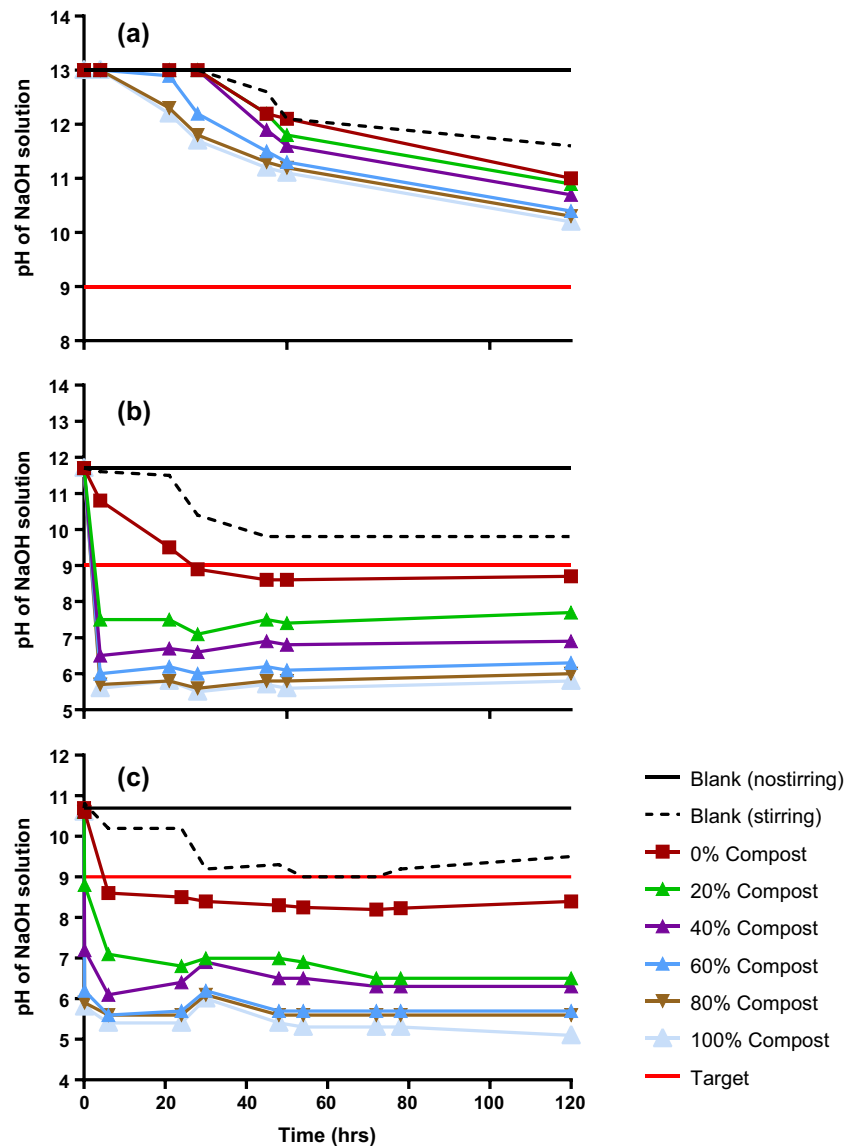 (a)
14
13
12
11
10
9
8
pH of NaOH solution
(b)
14
13
12
11
10
9
8
7
6
5
pH of NaOH solution
(c)
12
11
10
9
8
7
6
5
4
pH of NaOH solution
0 20 40 60 80 100 120
Time (hrs)
Blank (nostirring)
Blank (stirring)
0% Compost
20% Compost
40% Compost
60% Compost
80% Compost
100% Compost
Target